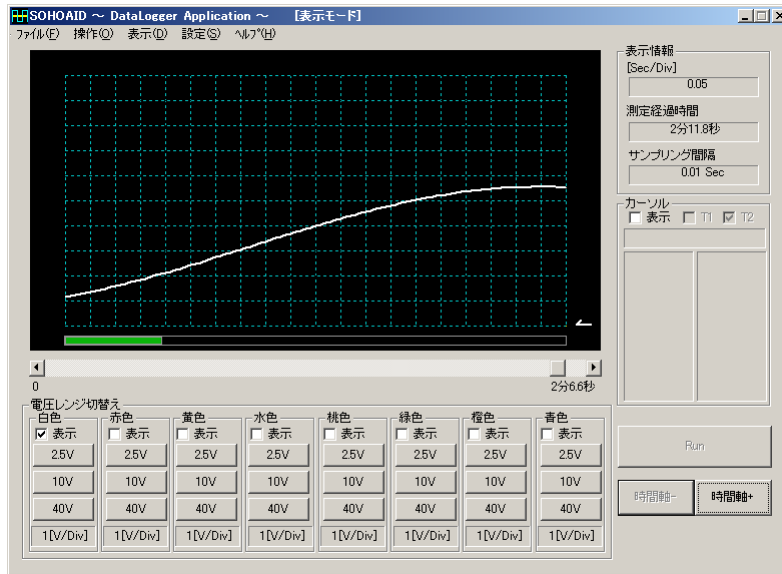 SOHOAID ～ DataLogger Application ～ [表示モード]
ファイル(F) 操作(O) 表示(D) 設定(S) ヘルプ(H)
表示情報
[Sec/Div]
0.05
測定経過時間
2分11.8秒
サンプリング間隔
0.01 Sec
カーソル
表示 T1 T2
0 2分6.6秒
電圧レンジ切替え
白色 赤色 黄色 水色 桃色 緑色 橙色 青色
表示 表示 表示 表示 表示 表示 表示 表示
2.5V 2.5V 2.5V 2.5V 2.5V 2.5V 2.5V 2.5V
10V 10V 10V 10V 10V 10V 10V 10V
40V 40V 40V 40V 40V 40V 40V 40V
1[V/Div] 1[V/Div] 1[V/Div] 1[V/Div] 1[V/Div] 1[V/Div] 1[V/Div] 1[V/Div]
Run
時間軸- 時間軸+